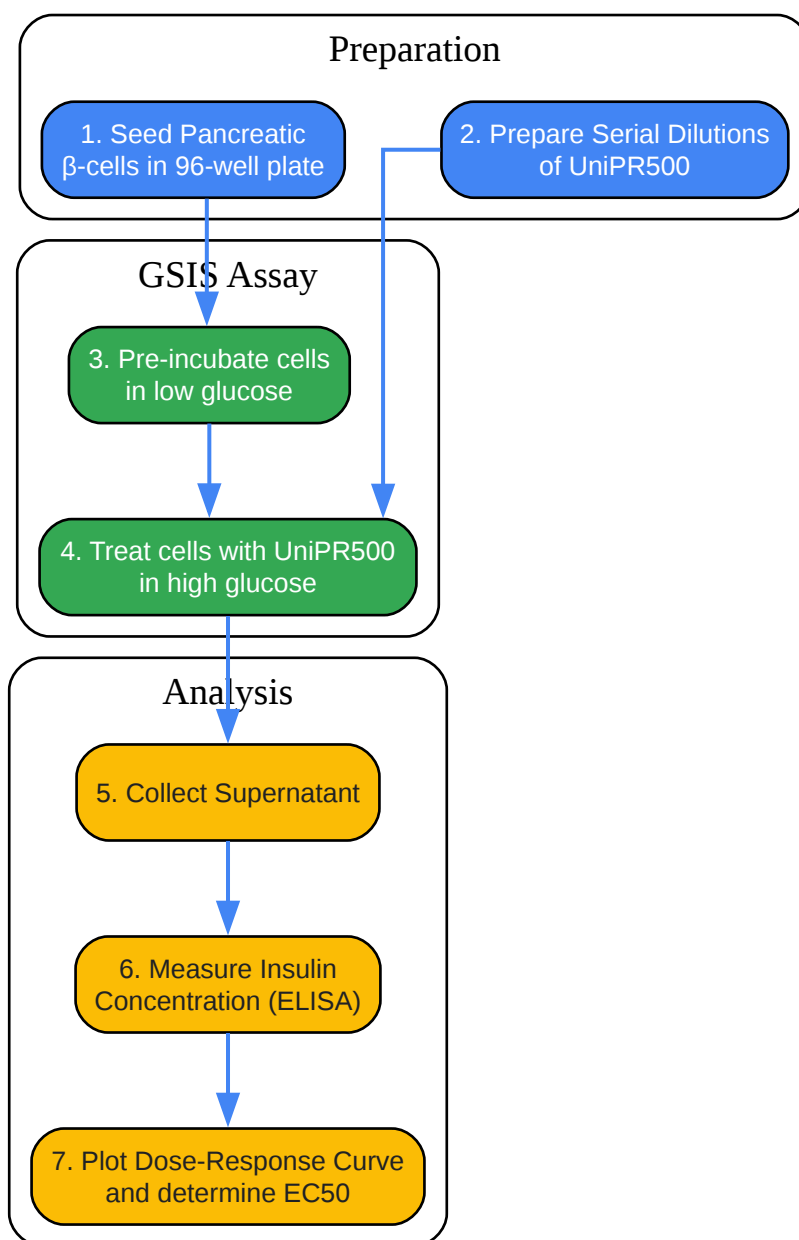 Preparation
1. Seed Pancreatic
β-cells in 96-well plate
2. Prepare Serial Dilutions
of UniPR500
GSIS Assay
3. Pre-incubate cells
in low glucose
4. Treat cells with UniPR500
in high glucose
Analysis
5. Collect Supernatant
6. Measure Insulin
Concentration (ELISA)
7. Plot Dose-Response Curve
and determine EC50